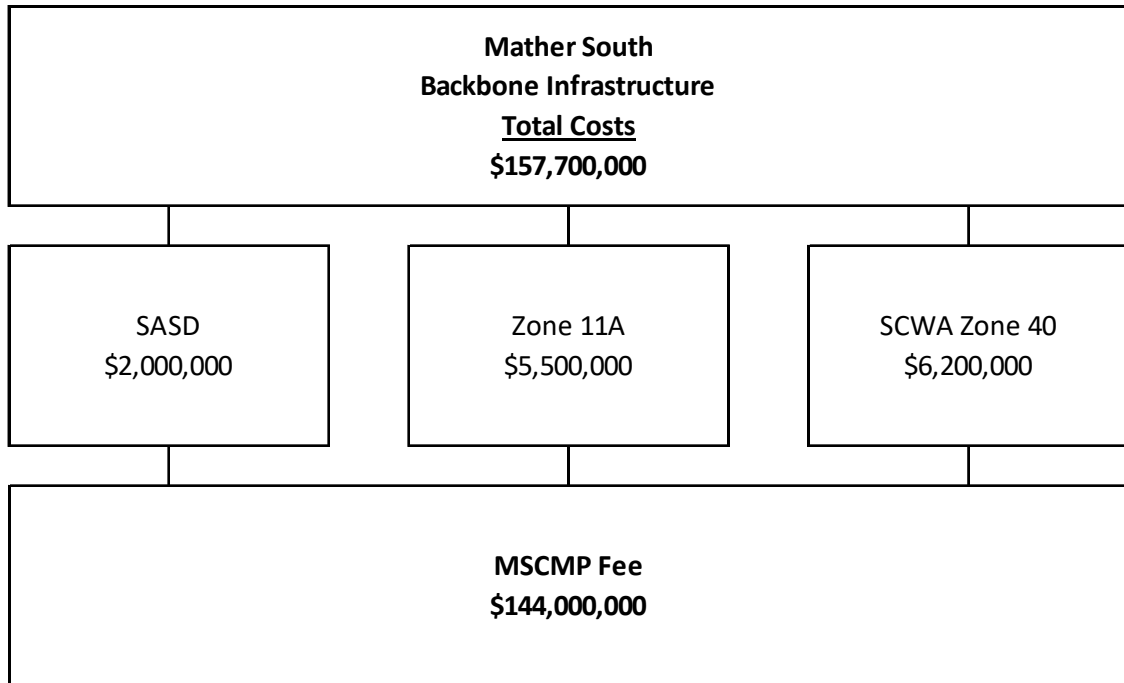 Mather South
Backbone Infrastructure
Total Costs
$157,700,000
SASD
$2,000,000
Zone 11A
$5,500,000
SCWA Zone 40
$6,200,000
MSCMP Fee
$144,000,000